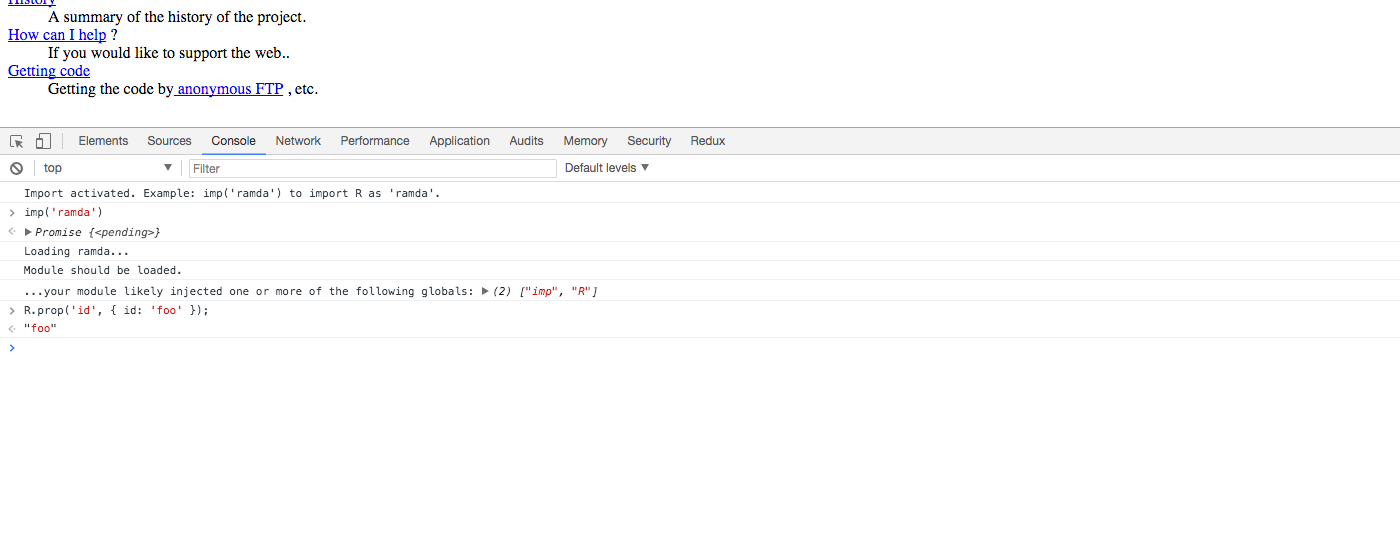 History
A summary of the history of the project.
How can I help ?
If you would like to support the web..
Getting code
Getting the code by anonymous FTP , etc.
Elements Sources Console Network Performance Application Audits Memory Security Redux
top ▼ Filter Default levels ▼
Import activated. Example: imp('ramda') to import R as 'ramda'.
> imp('ramda')
<· ▶Promise {<pending>}
Loading ramda...
Module should be loaded.
...your module likely injected one or more of the following globals: ▶(2) ["imp", "R"]
> R.prop('id', { id: 'foo' });
<· "foo"
>